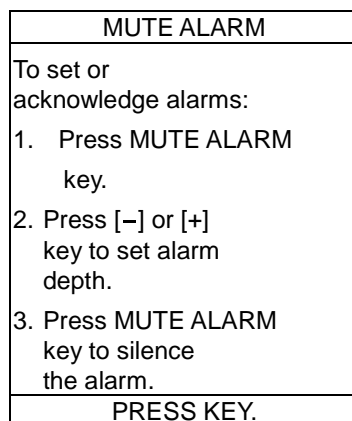 MUTE ALARM
To set or
acknowledge alarms:
1. Press MUTE ALARM
key.
2. Press [−] or [+]
key to set alarm
depth.
3. Press MUTE ALARM
key to silence
the alarm.
PRESS KEY.